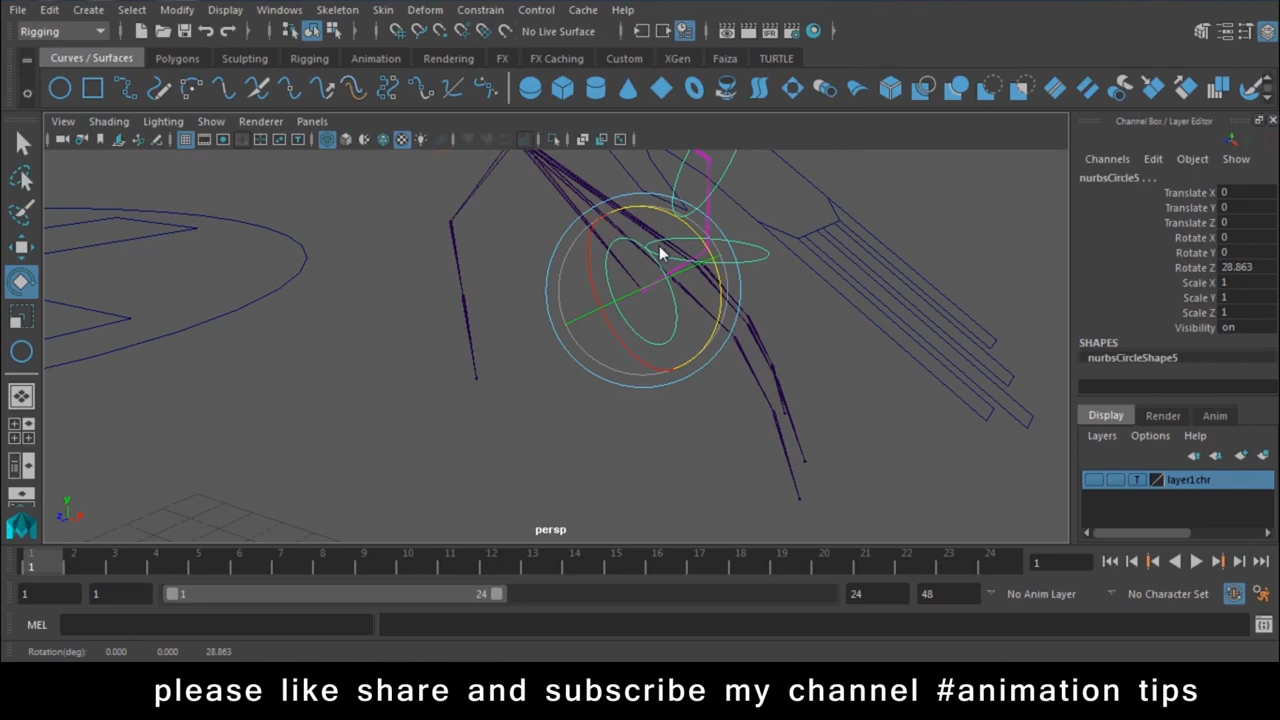 File Edit Create Select Modify Display Windows Skeleton Skin Deform Constrain Control Cache Help
Rigging No Live Surface
Curves / Surfaces Polygons Sculpting Rigging Animation Rendering FX FX Caching Custom XGen Faiza TURTLE
View Shading Lighting Show Renderer Panels
Channel Box / Layer Editor
Channels Edit Object Show
nurbsCircle5 . . .
Translate X 0
Translate Y 0
Translate Z 0
Rotate X 0
Rotate Y 0
Rotate Z 28.863
Scale X 1
Scale Y 1
Scale Z 1
Visibility on
SHAPES
nurbsCircleShape5
Display Render Anim
Layers Options Help
T layer1chr
y
z x
persp
1 2 3 4 5 6 7 8 9 10 11 12 13 14 15 16 17 18 19 20 21 22 23 24
1 1
1 1 1 24 24 48 No Anim Layer No Character Set
MEL
Rotation(deg): 0.000 0.000 28.863
please like share and subscribe my channel #animation tips